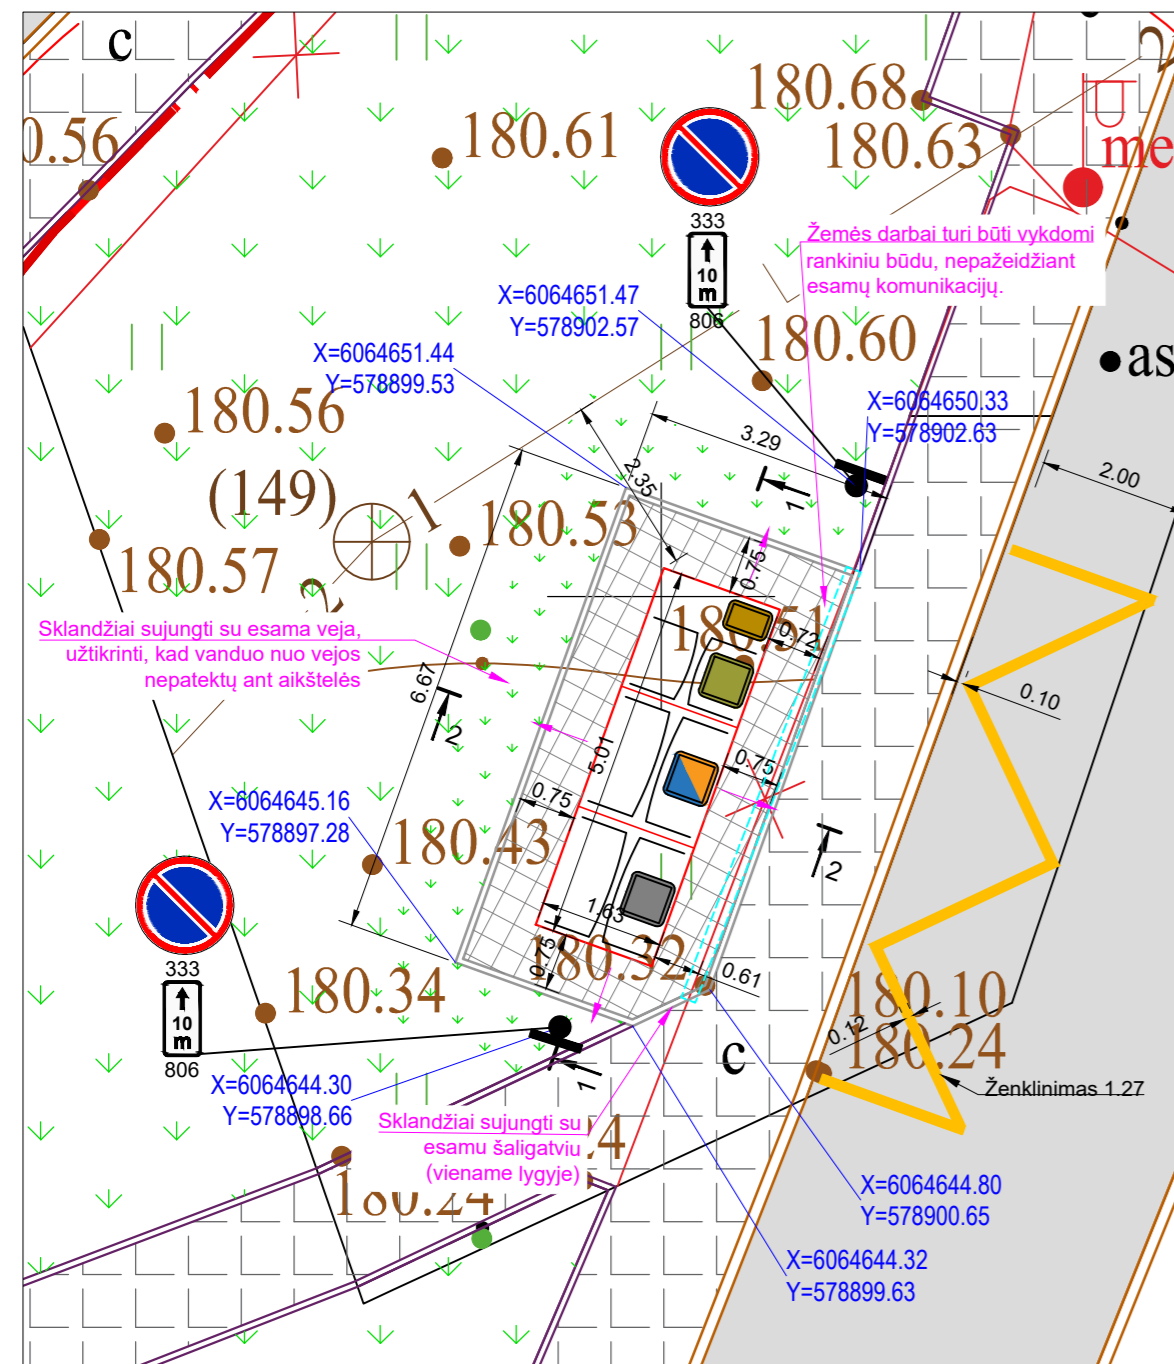 c
0.56
180.61
180.68
180.63
2
me
333
10
m
806
Žemės darbai turi būti vykdomi
rankiniu būdu, nepažeidžiant
esamų komunikacijų.
X=6064651.47
Y=578902.57
X=6064651.44
Y=578899.53
180.60
as
X=6064650.33
Y=578902.63
180.56
(149)
1
3.29
2.35
2.00
1
180.53
180.57
2
0.75
180.51
0.72
Sklandžiai sujungti su esama veja,
užtikrinti, kad vanduo nuo vejos
nepatektų ant aikštelės
6.67
2
0.10
5.01
0.75
0.75
X=6064645.16
Y=578897.28
180.43
2
1.63
0.75
180.32
0.61
333
10
m
806
180.34
180.10
0.12
180.24
c
1
Ženklinimas 1.27
X=6064644.30
Y=578898.66
Sklandžiai sujungti su
esamu šaligatviu
(viename lygyje)
4
180.24
X=6064644.80
Y=578900.65
X=6064644.32
Y=578899.63